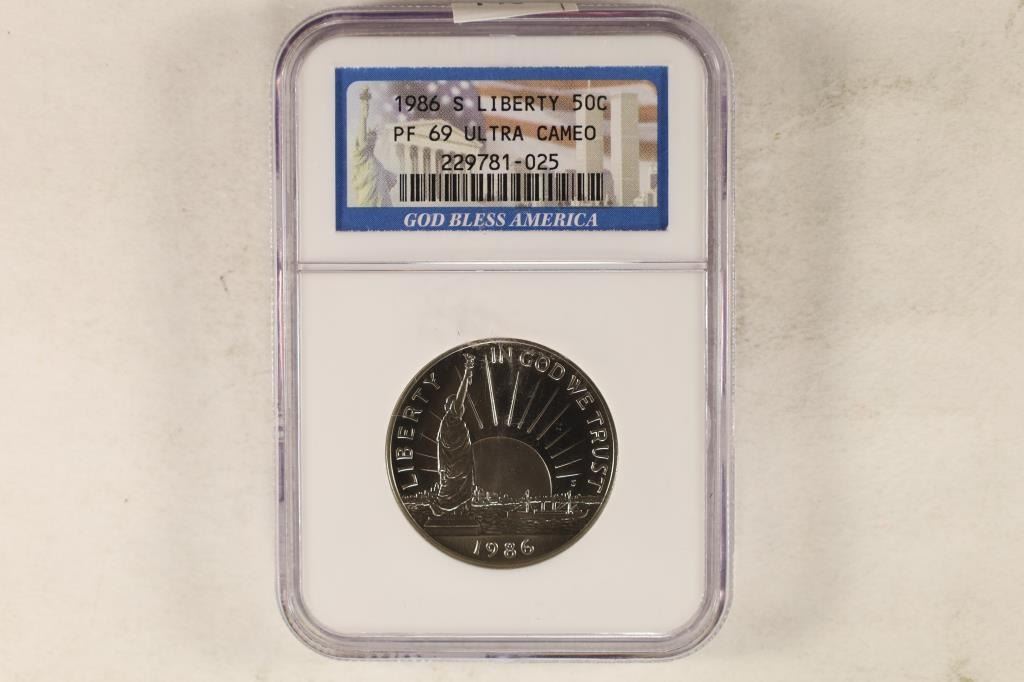 1986 S LIBERTY 50C
PF 69 ULTRA CAMEO
229781-025
GOD BLESS AMERICA
LIBERTY
IN GOD WE TRUST
S
1986